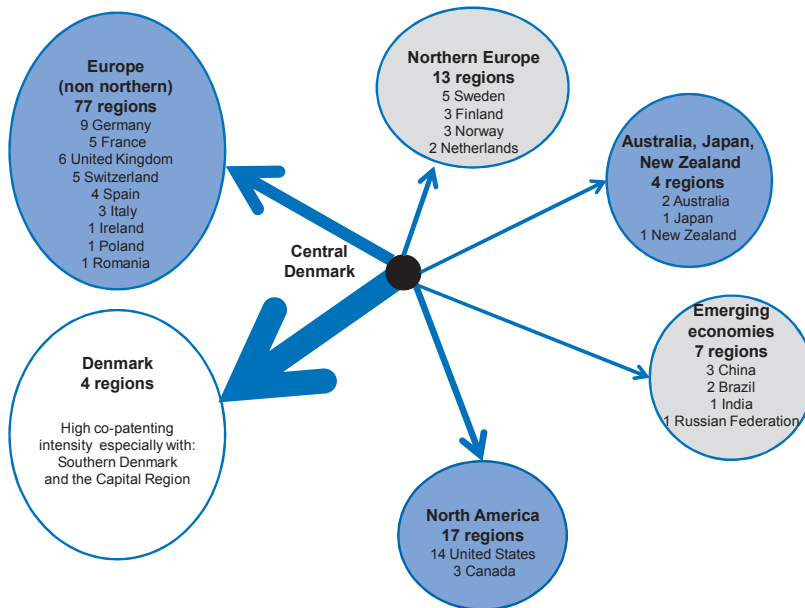 Europe
(non northern)
77 regions
9 Germany
5 France
6 United Kingdom
5 Switzerland
4 Spain
3 Italy
1 Ireland
1 Poland
1 Romania
Northern Europe
13 regions
5 Sweden
3 Finland
3 Norway
2 Netherlands
Australia, Japan,
New Zealand
4 regions
2 Australia
1 Japan
1 New Zealand
Central
Denmark
Emerging
economies
7 regions
3 China
2 Brazil
1 India
1 Russian Federation
Denmark
4 regions
High co-patenting
intensity especially with:
Southern Denmark
and the Capital Region
North America
17 regions
14 United States
3 Canada